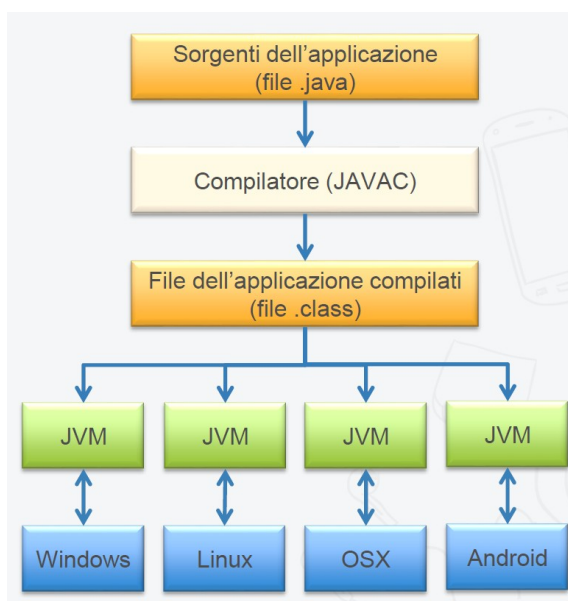 Sorgenti dell'applicazione
(file .java)
Compilatore (JAVAC)
File dell'applicazione compilati
(file .class)
JVM
JVM
JVM
JVM
Windows
Linux
OSX
Android